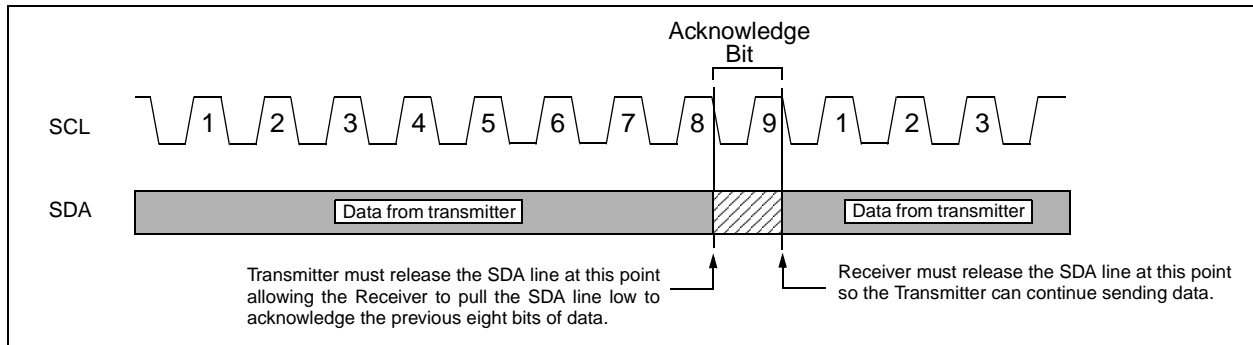 Acknowledge
Bit
SCL
1 2 3 4 5 6 7 8 9 1 2 3
SDA
Data from transmitter
Data from transmitter
Transmitter must release the SDA line at this point
allowing the Receiver to pull the SDA line low to
acknowledge the previous eight bits of data.
Receiver must release the SDA line at this point
so the Transmitter can continue sending data.